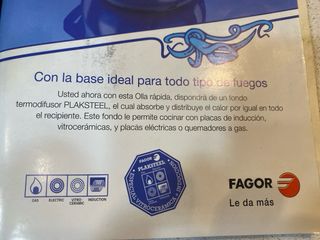 Con la base ideal para todo tipo de fuegos
Usted ahora con esta Olla rápida, dispondrá de un fondo
termodifusor PLAKSTEEL, el cual absorbe y distribuye el calor por igual en todo
el recipiente. Este fondo le permite cocinar con placas de inducción,
vitrocerámicas, y placas eléctricas o quemadores a gas.
FAGOR
PLAKSTEEL
ESPECIAL VITROCERÁMICA
GAS
ELECTRIC
VITRO
CERAMIC
INDUCTION
FAGOR
Le da más